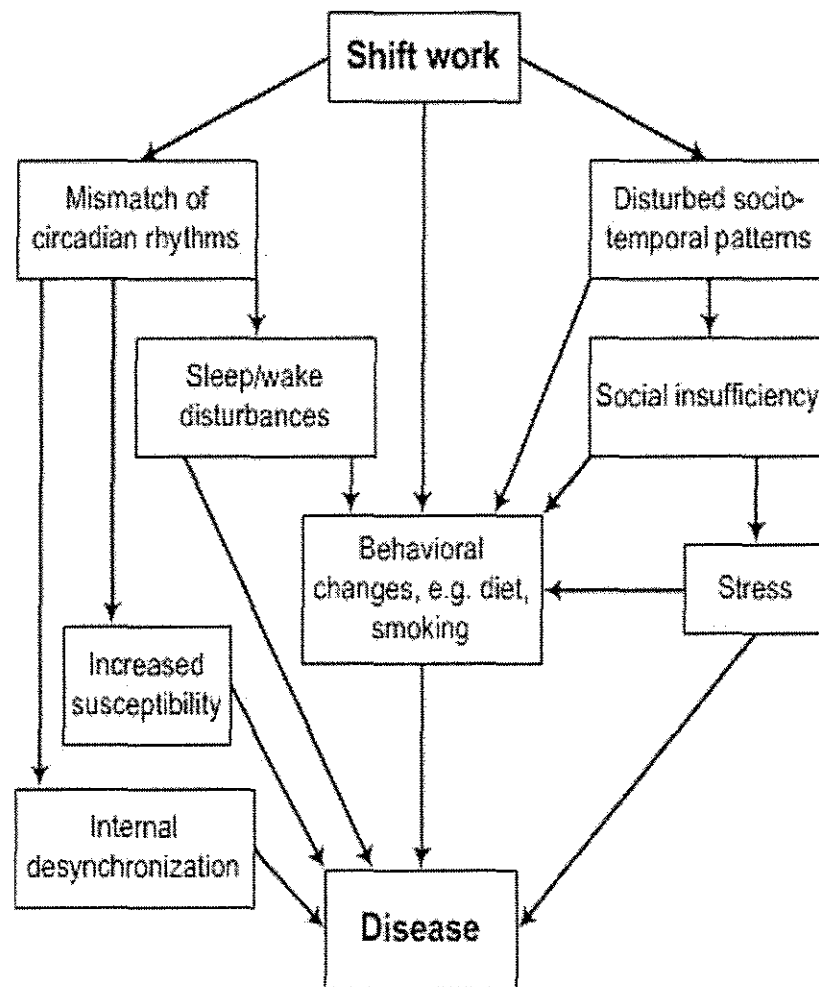 Shift work
Mismatch of
circadian rhythms
Disturbed socio-
temporal patterns
Sleep/wake
disturbances
Social insufficiency
Behavioral
changes, e.g. diet,
smoking
Stress
Increased
susceptibility
Internal
desynchronization
Disease